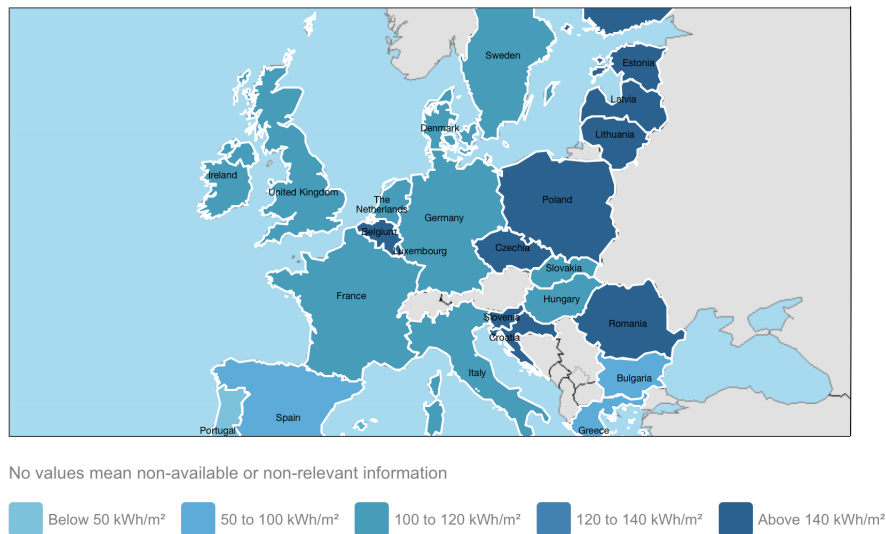 Sweden
Estonia
Latvia
Lithuania
Denmark
Ireland
United Kingdom
The
Netherlands
Germany
Poland
Belgium
Luxembourg
Czechia
Slovakia
France
Hungary
Slovenia
Croatia
Romania
Italy
Bulgaria
Spain
Portugal
Greece
No values mean non-available or non-relevant information
Below 50 kWh/m² 50 to 100 kWh/m² 100 to 120 kWh/m² 120 to 140 kWh/m² Above 140 kWh/m²